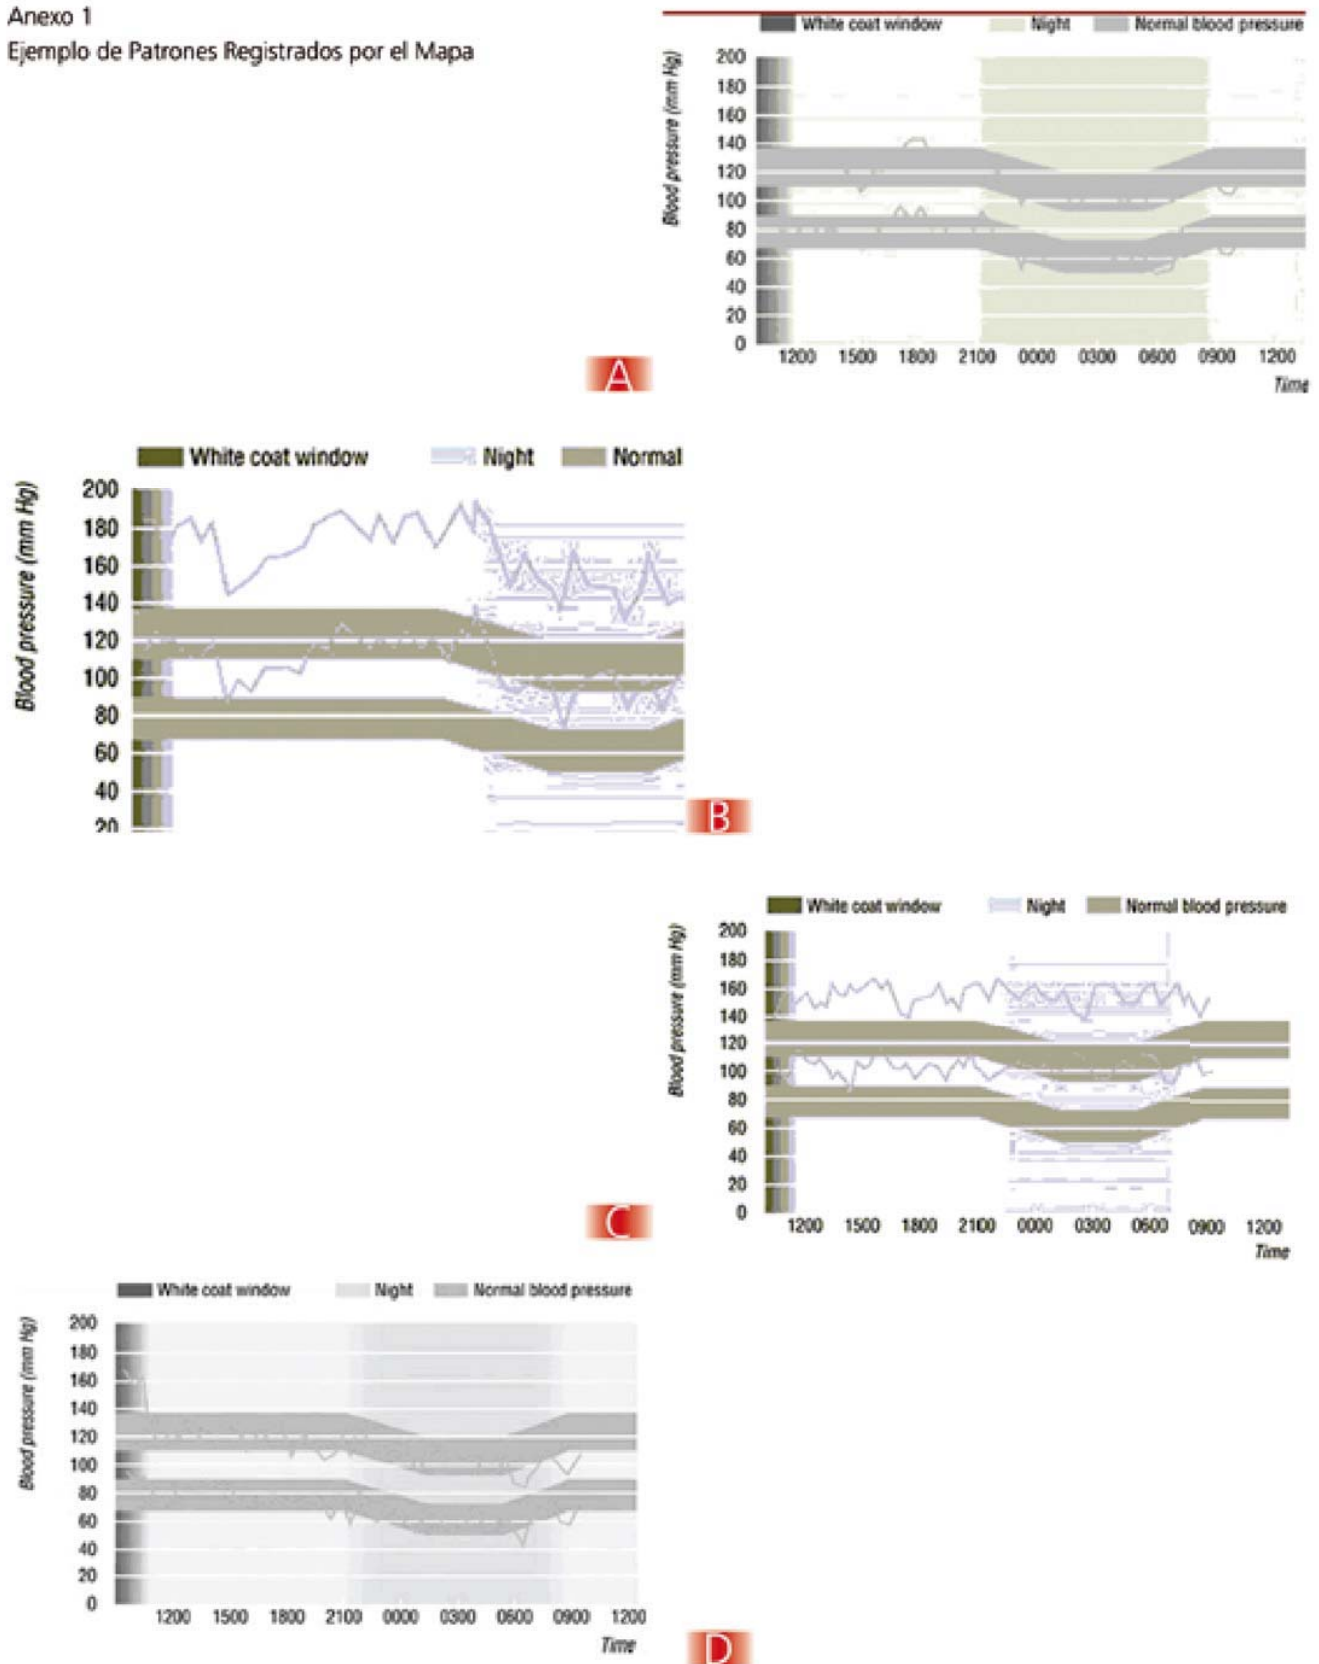 Anexo 1
Ejemplo de Patrones Registrados por el Mapa
White coat window Night Normal blood pressure
Blood pressure (mm Hg)
200
180
160
140
120
100
80
60
40
20
0
1200 1500 1800 2100 0000 0300 0600 0900 1200
Time
A
White coat window Night Normal
Blood pressure (mm Hg)
200
180
160
140
120
100
80
60
40
20
B
White coat window Night Normal blood pressure
Blood pressure (mm Hg)
200
180
160
140
120
100
80
60
40
20
0
1200 1500 1800 2100 0000 0300 0600 0900 1200
Time
C
White coat window Night Normal blood pressure
Blood pressure (mm Hg)
200
180
160
140
120
100
80
60
40
20
0
1200 1500 1800 2100 0000 0300 0600 0900 1200
Time
D